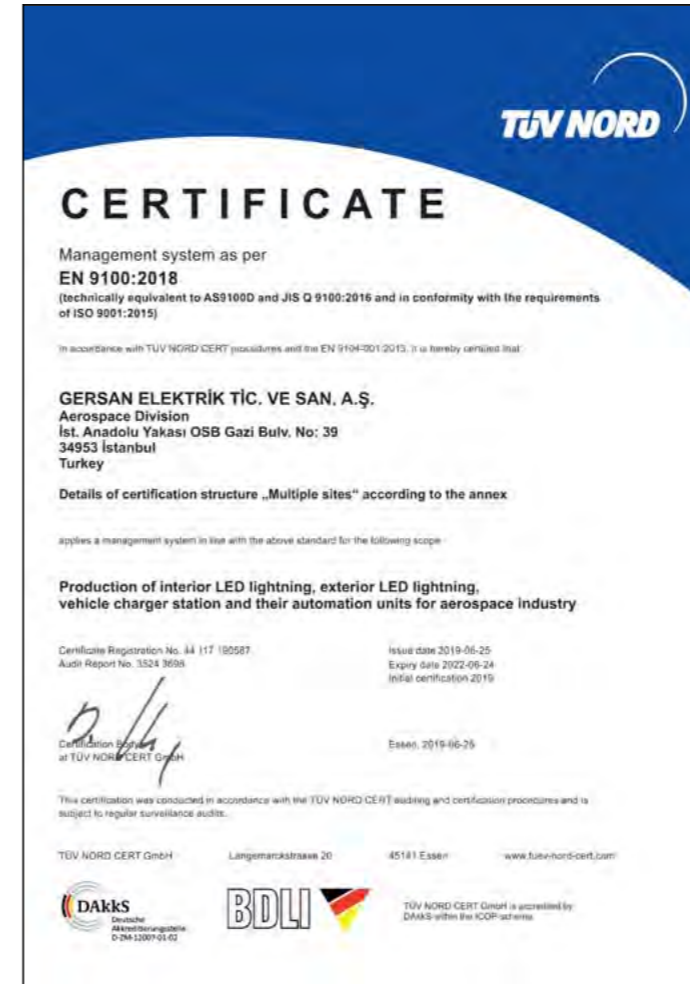 TÜV NORD
CERTIFICATE
Management system as per
EN 9100:2018
(technically equivalent to AS9100D and JIS Q 9100:2016 and in conformity with the requirements
of ISO 9001:2015)
In accordance with TÜV NORD CERT procedures and the EN 9104-001:2013, it is hereby certified that
GERSAN ELEKTRİK TİC. VE SAN. A.Ş.
Aerospace Division
İst. Anadolu Yakası OSB Gazi Bulv. No: 39
34953 İstanbul
Turkey
Details of certification structure „Multiple sites“ according to the annex
applies a management system in line with the above standard for the following scope
Production of interior LED lightning, exterior LED lightning,
vehicle charger station and their automation units for aerospace industry
Certificate Registration No. 44 117 190587
Audit Report No. 3524 3698
Issue date 2019-06-25
Expiry date 2022-06-24
Initial certification 2019
Certification Body
at TÜV NORD CERT GmbH
Essen, 2019-06-25
This certification was conducted in accordance with the TÜV NORD CERT auditing and certification procedures and is
subject to regular surveillance audits.
TÜV NORD CERT GmbH Langemarckstrasse 20 45141 Essen www.tuev-nord-cert.com
DAkkS
Deutsche
Akkreditierungsstelle
D-ZM-12007-01-02
BDLI
TÜV NORD CERT GmbH is accredited by
DAkkS within the ICOP-schema